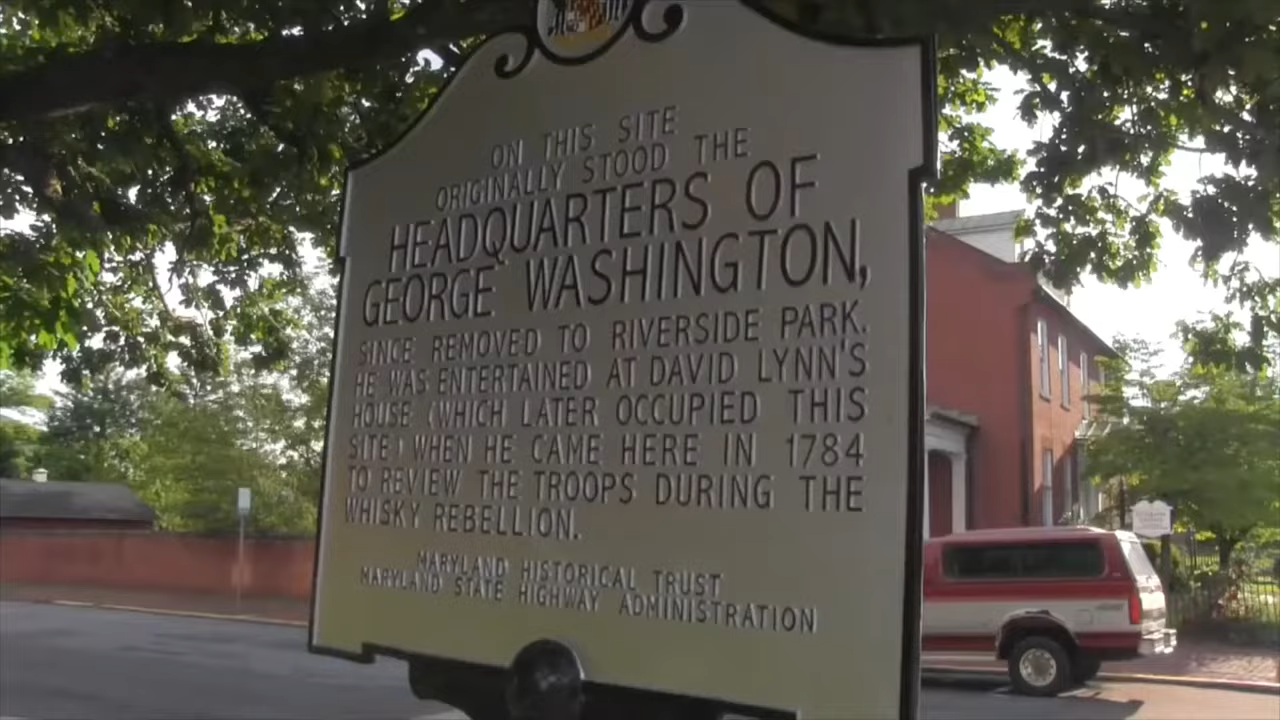 ON THIS SITE
ORIGINALLY STOOD THE
HEADQUARTERS OF
GEORGE WASHINGTON,
SINCE REMOVED TO RIVERSIDE PARK.
HE WAS ENTERTAINED AT DAVID LYNN'S
HOUSE (WHICH LATER OCCUPIED THIS
SITE) WHEN HE CAME HERE IN 1784
TO REVIEW THE TROOPS DURING THE
WHISKY REBELLION.
MARYLAND HISTORICAL TRUST
MARYLAND STATE HIGHWAY ADMINISTRATION